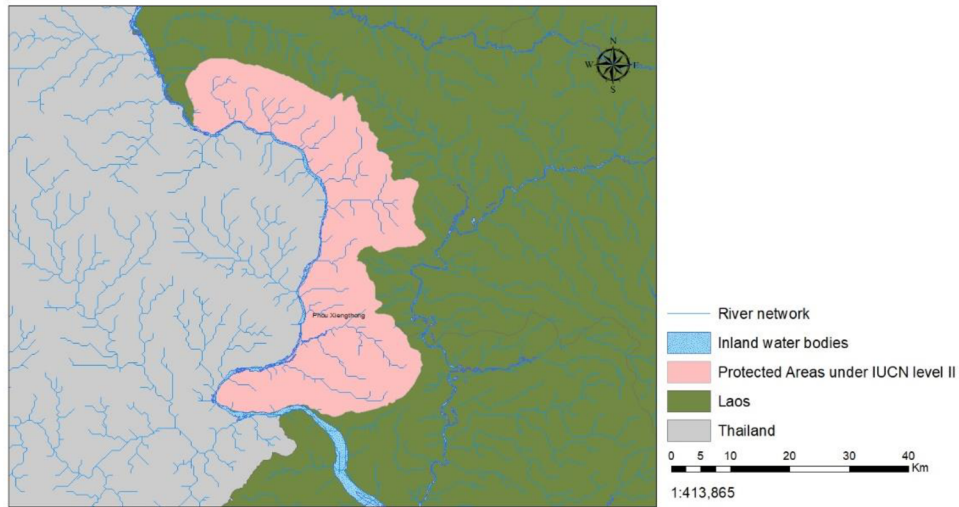 N
W E
S
Phou Xiengthong
River network
Inland water bodies
Protected Areas under IUCN level II
Laos
Thailand
0 5 10 20 30 40
Km
1:413,865